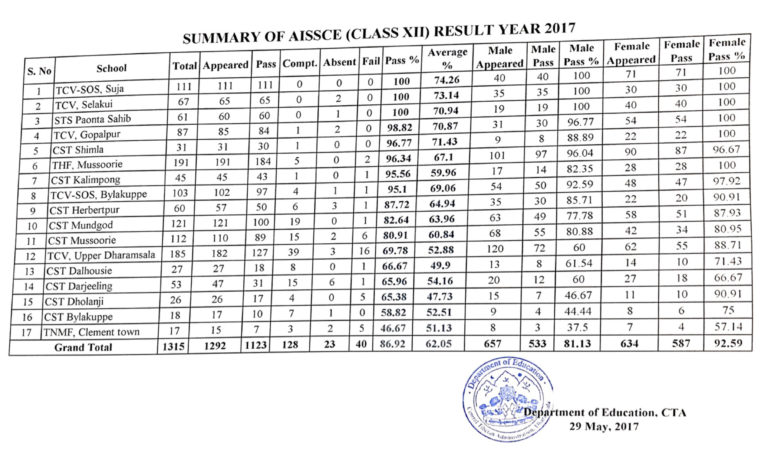 SUMMARY OF AISSCE (CLASS XII) RESULT YEAR 2017
S. No School Total Appeared Pass Compt. Absent Fail Pass % Average % Male Appeared Male Pass Male Pass % Female Appeared Female Pass Female Pass %
1 TCV-SOS, Suja 111 111 111 0 0 0 100 74.26 40 40 100 71 71 100
2 TCV, Selakui 67 65 65 0 2 0 100 73.14 35 35 100 30 30 100
3 STS Paonta Sahib 61 60 60 0 1 0 100 70.94 19 19 100 40 40 100
4 TCV, Gopalpur 87 85 84 1 2 0 98.82 70.87 31 30 96.77 54 54 100
5 CST Shimla 31 31 30 1 0 0 96.77 71.43 9 8 88.89 22 22 100
6 THF, Mussoorie 191 191 184 5 0 2 96.34 67.1 101 97 96.04 90 87 96.67
7 CST Kalimpong 45 45 43 1 0 1 95.56 59.96 17 14 82.35 28 28 100
8 TCV-SOS, Bylakuppe 103 102 97 4 1 1 95.1 69.06 54 50 92.59 48 47 97.92
9 CST Herbertpur 60 57 50 6 3 1 87.72 64.94 35 30 85.71 22 20 90.91
10 CST Mundgod 121 121 100 19 0 1 82.64 63.96 63 49 77.78 58 51 87.93
11 CST Mussoorie 112 110 89 15 2 6 80.91 60.84 68 55 80.88 42 34 80.95
12 TCV, Upper Dharamsala 185 182 127 39 3 16 69.78 52.88 120 72 60 62 55 88.71
13 CST Dalhousie 27 27 18 8 0 1 66.67 49.9 13 8 61.54 14 10 71.43
14 CST Darjeeling 53 47 31 15 6 1 65.96 54.16 20 12 60 27 18 66.67
15 CST Dholanji 26 26 17 4 0 5 65.38 47.73 15 7 46.67 11 10 90.91
16 CST Bylakuppe 18 17 10 7 1 0 58.82 52.51 9 4 44.44 8 6 75
17 TNMF, Clement town 17 15 7 3 2 5 46.67 51.13 8 3 37.5 7 4 57.14
Grand Total 1315 1292 1123 128 23 40 86.92 62.05 657 533 81.13 634 587 92.59
Department of Education
Central Tibetan Administration
Department of Education, CTA
29 May, 2017